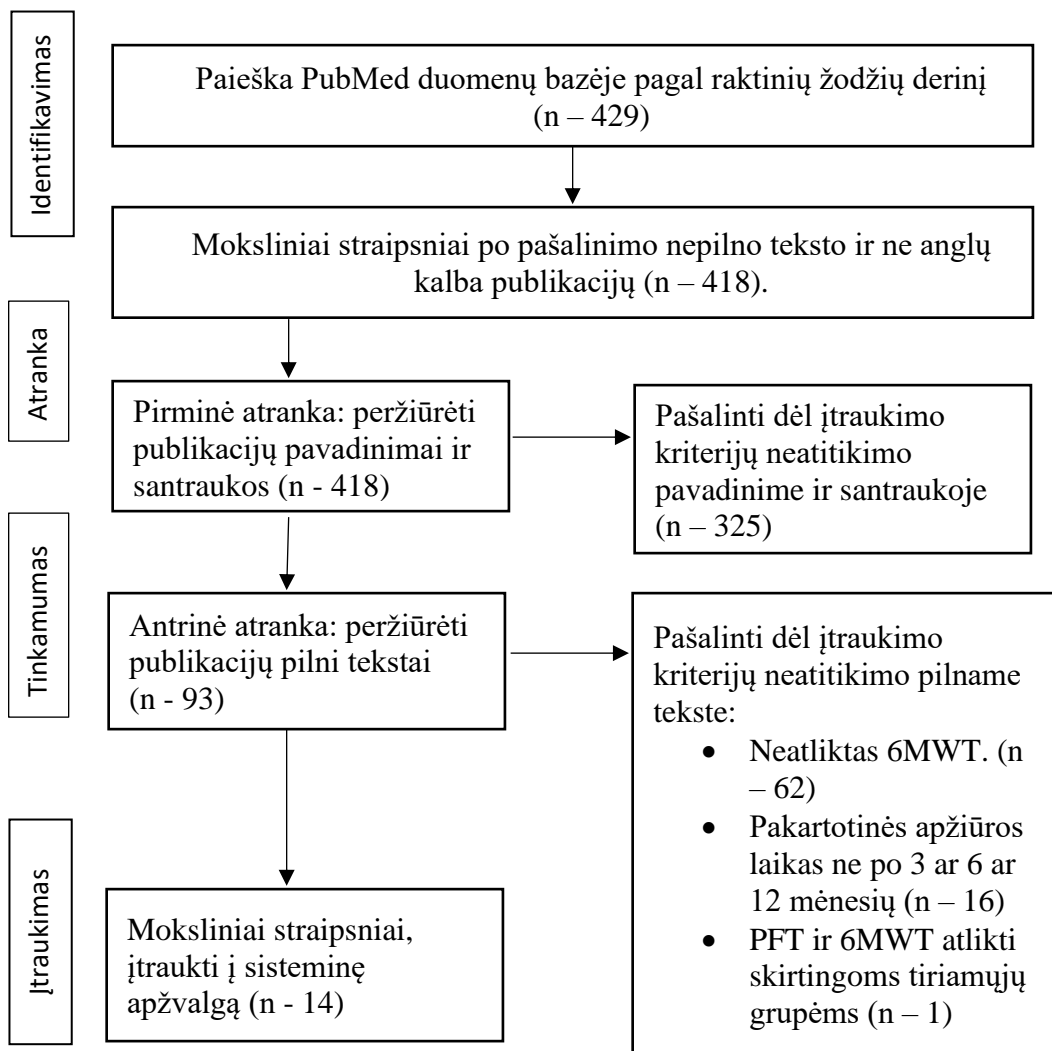 Identifikavimas
Paieška PubMed duomenų bazėje pagal raktinių žodžių derinį
(n – 429)
Moksliniai straipsniai po pašalinimo nepilno teksto ir ne anglų
kalba publikacijų (n – 418).
Atranka
Pirminė atranka: peržiūrėti
publikacijų pavadinimai ir
santraukos (n - 418)
Pašalinti dėl įtraukimo
kriterijų neatitikimo
pavadinime ir santraukoje
(n – 325)
Tinkamumas
Antrinė atranka: peržiūrėti
publikacijų pilni tekstai
(n - 93)
Pašalinti dėl įtraukimo
kriterijų neatitikimo pilname
tekste:
• Neatliktas 6MWT. (n
– 62)
• Pakartotinės apžiūros
laikas ne po 3 ar 6 ar
12 mėnesių (n – 16)
• PFT ir 6MWT atlikti
skirtingoms tiriamųjų
grupėms (n – 1)
Įtraukimas
Moksliniai straipsniai,
įtraukti į sisteminę
apžvalgą (n - 14)